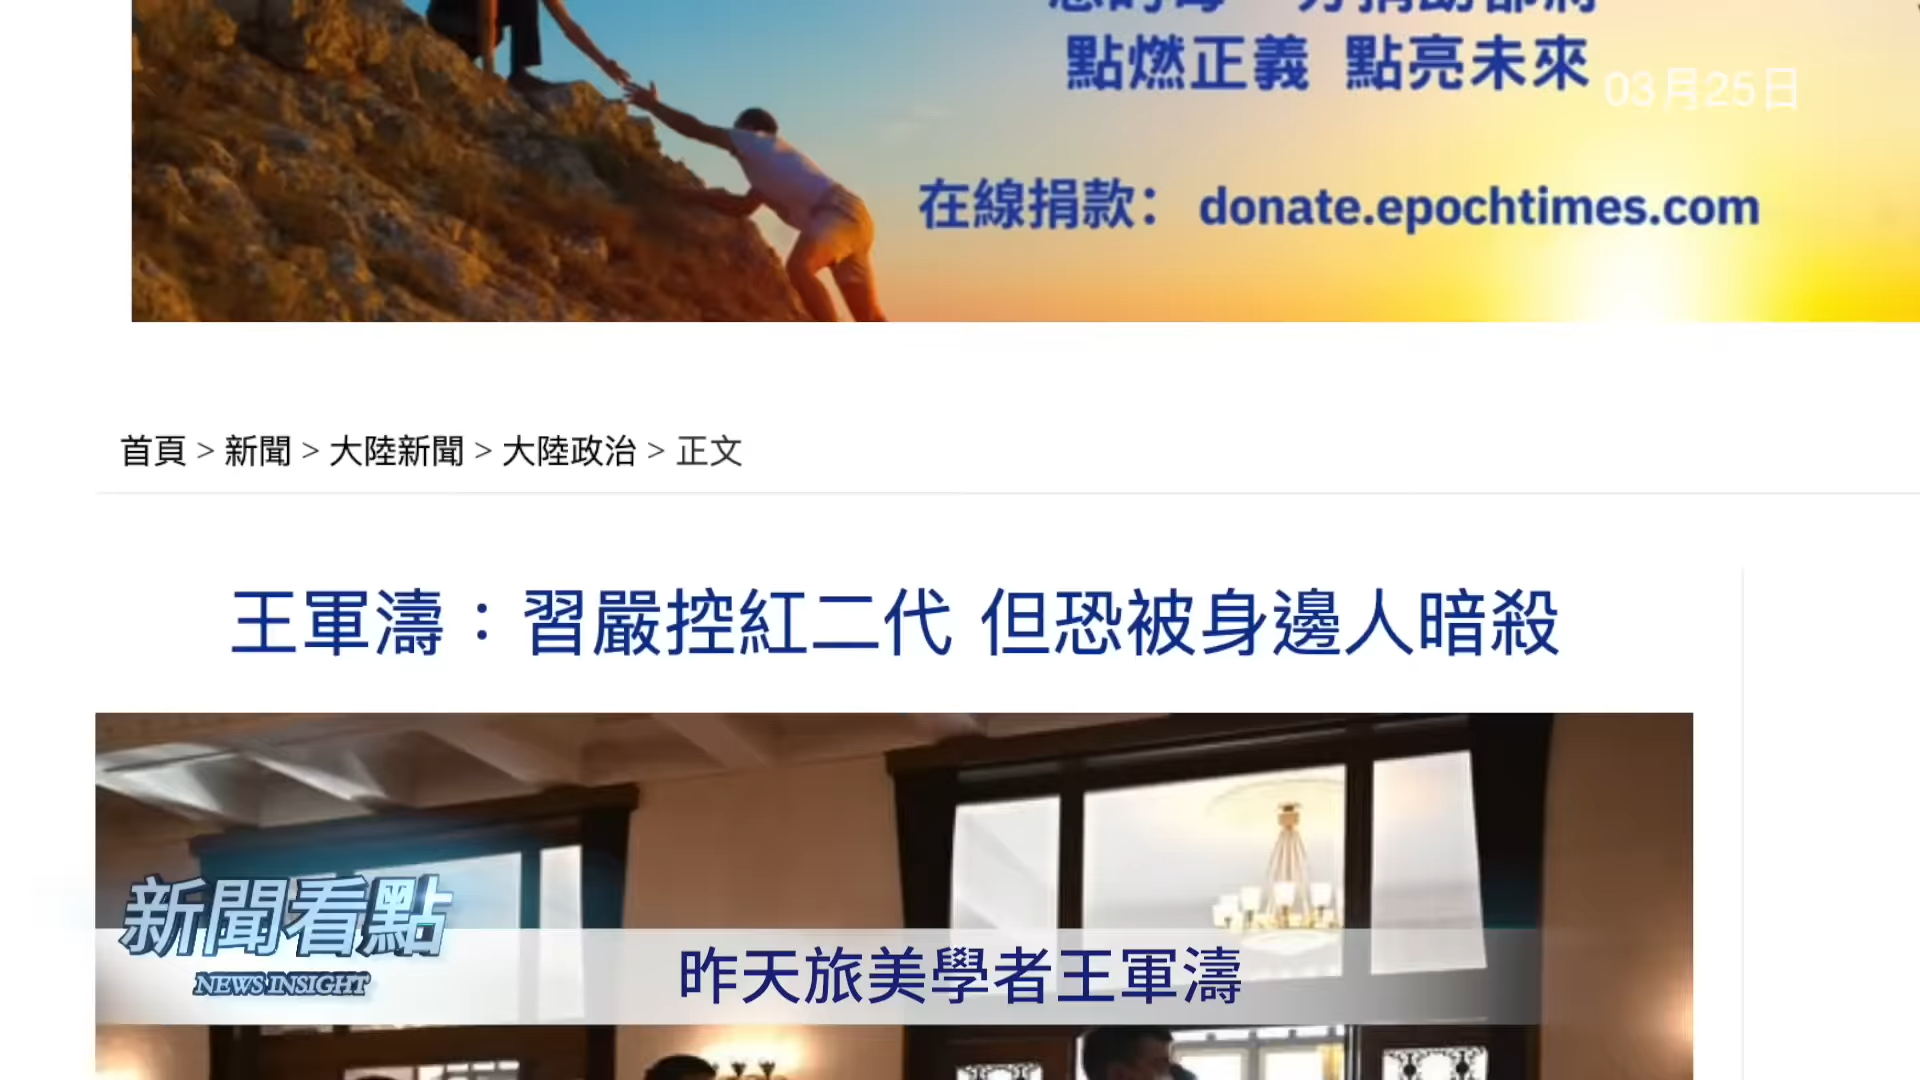 點燃正義 點亮未來
03月25日
在線捐款： donate.epochtimes.com
首頁 > 新聞 > 大陸新聞 > 大陸政治 > 正文
王軍濤：習嚴控紅二代 但恐被身邊人暗殺
新聞看點
NEWS INSIGHT
昨天旅美學者王軍濤